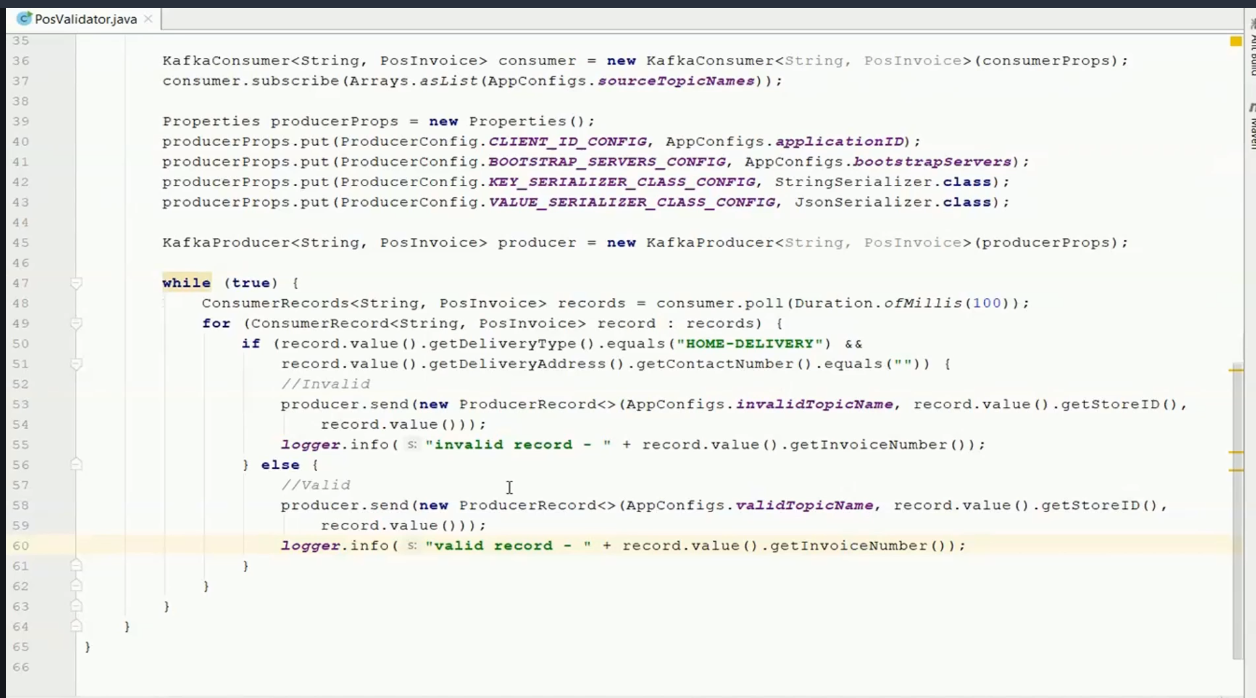 PosValidator.java
35
36 KafkaConsumer<String, PosInvoice> consumer = new KafkaConsumer<String, PosInvoice>(consumerProps);
37 consumer.subscribe(Arrays.asList(AppConfigs.sourceTopicNames));
38
39 Properties producerProps = new Properties();
40 producerProps.put(ProducerConfig.CLIENT_ID_CONFIG, AppConfigs.applicationID);
41 producerProps.put(ProducerConfig.BOOTSTRAP_SERVERS_CONFIG, AppConfigs.bootstrapServers);
42 producerProps.put(ProducerConfig.KEY_SERIALIZER_CLASS_CONFIG, StringSerializer.class);
43 producerProps.put(ProducerConfig.VALUE_SERIALIZER_CLASS_CONFIG, JsonSerializer.class);
44
45 KafkaProducer<String, PosInvoice> producer = new KafkaProducer<String, PosInvoice>(producerProps);
46
47 while (true) {
48 ConsumerRecords<String, PosInvoice> records = consumer.poll(Duration.ofMillis(100));
49 for (ConsumerRecord<String, PosInvoice> record : records) {
50 if (record.value().getDeliveryType().equals("HOME-DELIVERY") &&
51 record.value().getDeliveryAddress().getContactNumber().equals("")) {
52 //Invalid
53 producer.send(new ProducerRecord<>(AppConfigs.invalidTopicName, record.value().getStoreID(),
54 record.value()));
55 logger.info( s: "invalid record - " + record.value().getInvoiceNumber());
56 } else {
57 //Valid
58 producer.send(new ProducerRecord<>(AppConfigs.validTopicName, record.value().getStoreID(),
59 record.value()));
60 logger.info( s: "valid record - " + record.value().getInvoiceNumber());
61 }
62 }
63 }
64 }
65 }
66